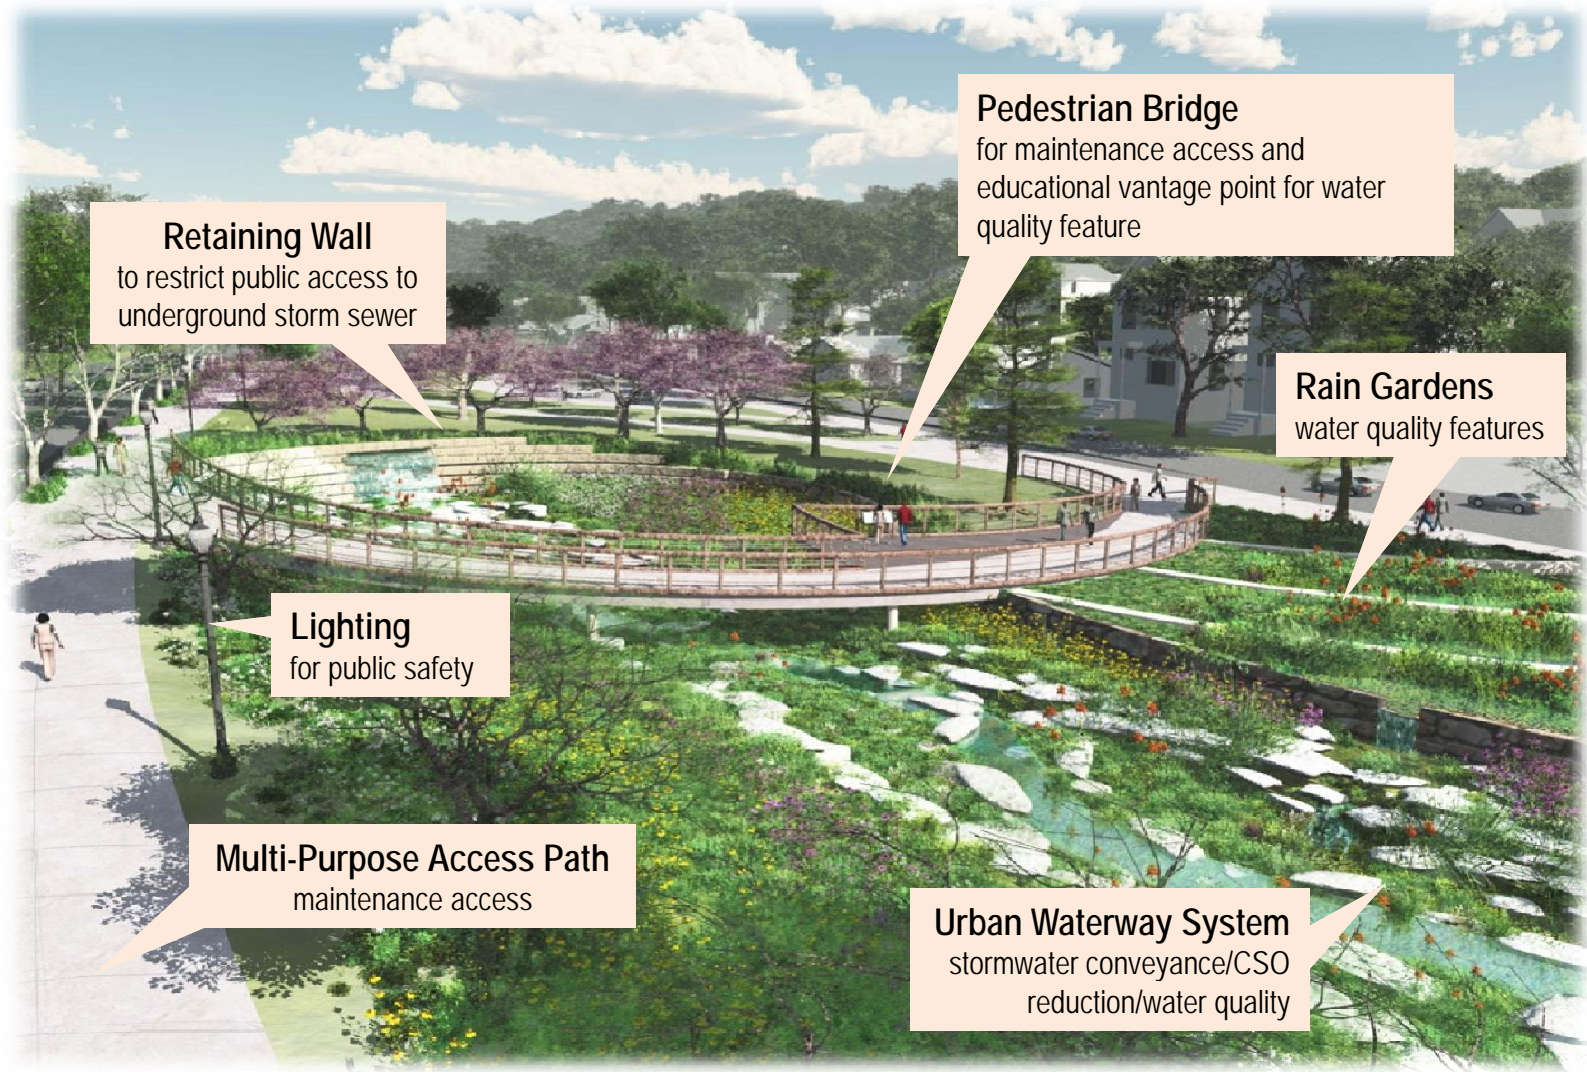 Pedestrian Bridge
for maintenance access and
educational vantage point for water
quality feature
Retaining Wall
to restrict public access to
underground storm sewer
Rain Gardens
water quality features
Lighting
for public safety
Multi-Purpose Access Path
maintenance access
Urban Waterway System
stormwater conveyance/CSO
reduction/water quality